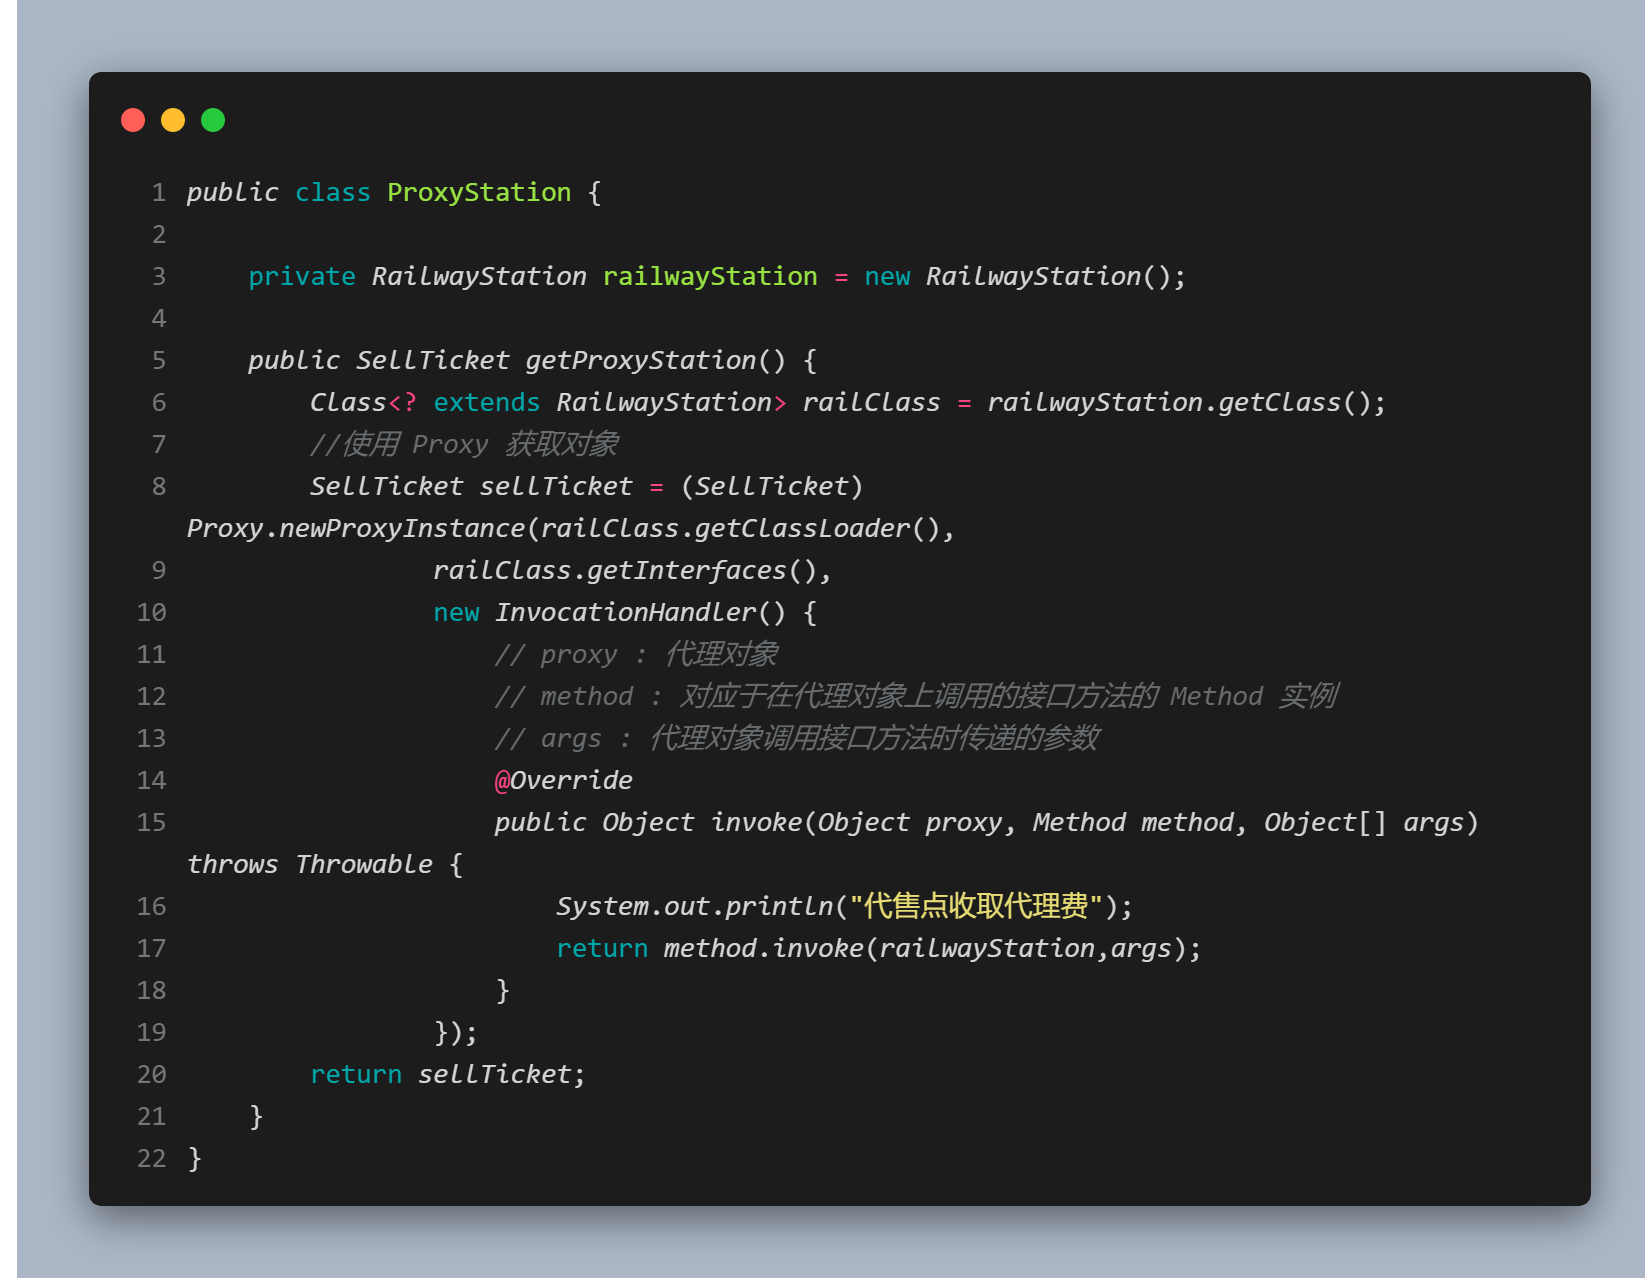 1 public class ProxyStation {
2
3     private RailwayStation railwayStation = new RailwayStation();
4
5     public SellTicket getProxyStation() {
6         Class<? extends RailwayStation> railClass = railwayStation.getClass();
7         //使用 Proxy 获取对象
8         SellTicket sellTicket = (SellTicket)
Proxy.newProxyInstance(railClass.getClassLoader(),
9                 railClass.getInterfaces(),
10                 new InvocationHandler() {
11                     // proxy : 代理对象
12                     // method : 对应于在代理对象上调用的接口方法的 Method 实例
13                     // args : 代理对象调用接口方法时传递的参数
14                     @Override
15                     public Object invoke(Object proxy, Method method, Object[] args)
throws Throwable {
16                         System.out.println("代售点收取代理费");
17                         return method.invoke(railwayStation,args);
18                     }
19                 });
20         return sellTicket;
21     }
22 }